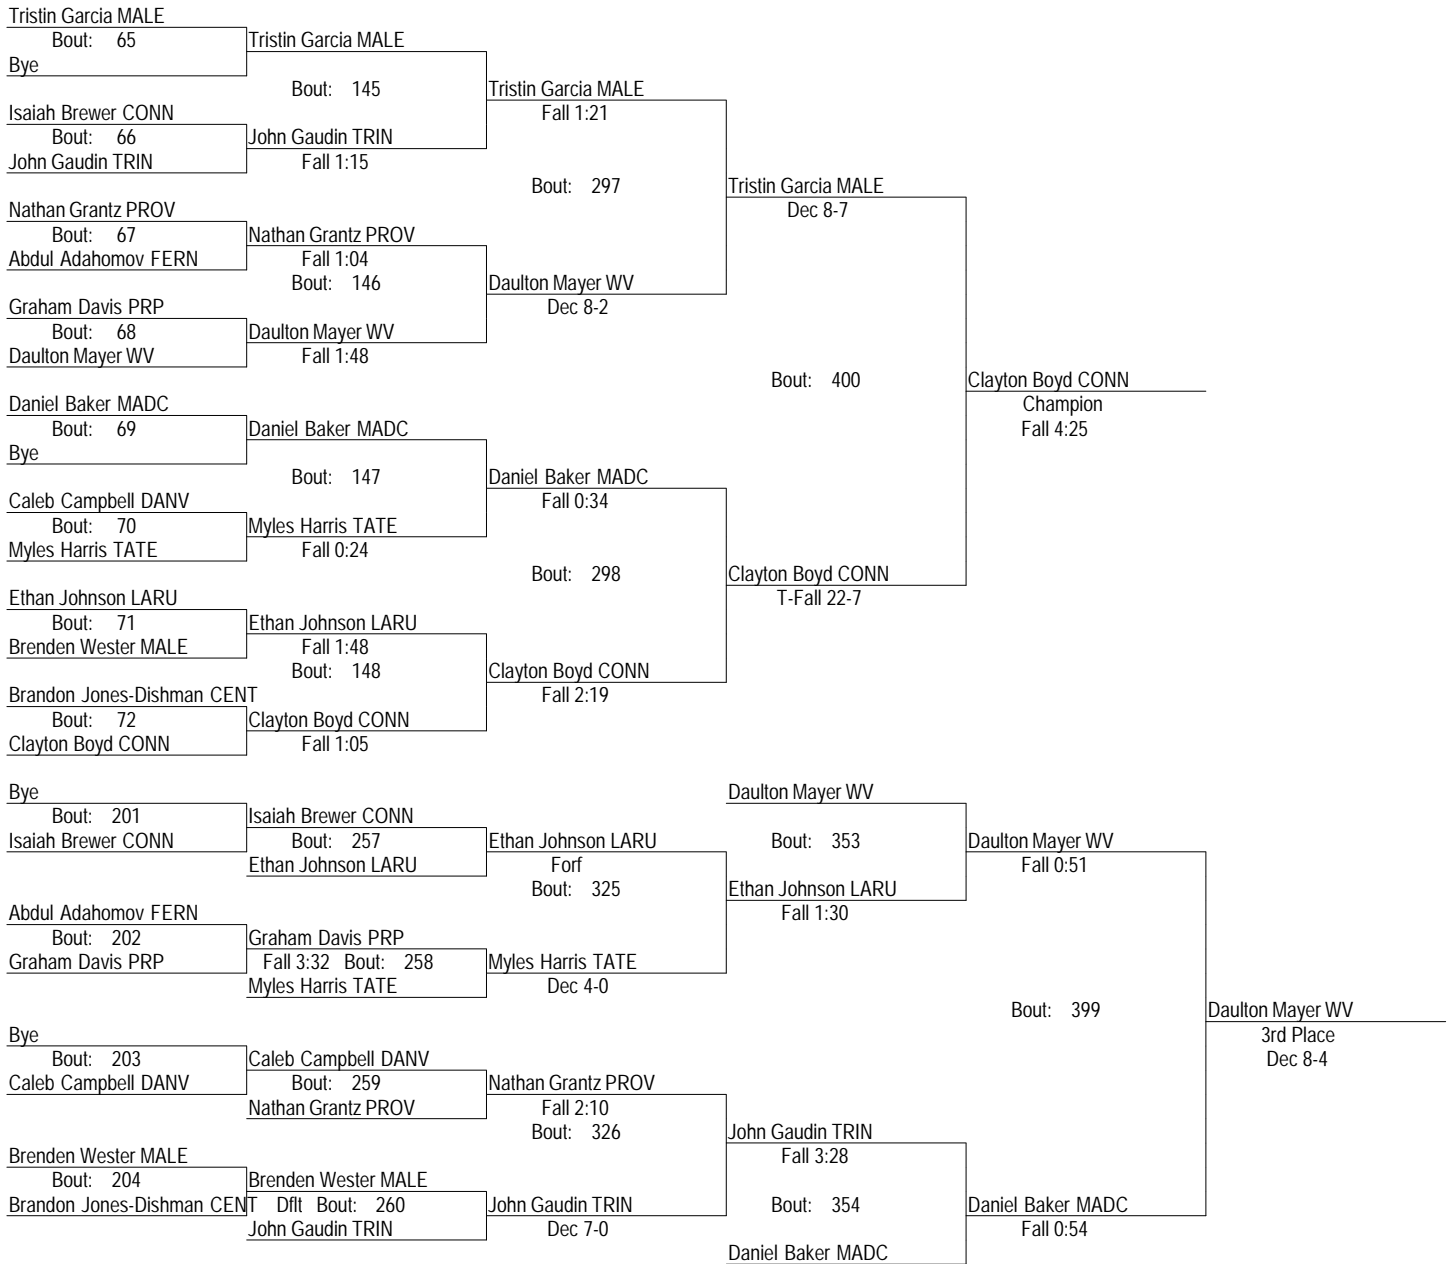 Tristin Garcia MALE
Bout: 65 Tristin Garcia MALE
Bye
Bout: 145 Tristin Garcia MALE
Isaiah Brewer CONN Fall 1:21
Bout: 66 John Gaudin TRIN
John Gaudin TRIN Fall 1:15
Bout: 297 Tristin Garcia MALE
Nathan Grantz PROV Dec 8-7
Bout: 67 Nathan Grantz PROV
Abdul Adahomov FERN Fall 1:04
Bout: 146 Daulton Mayer WV
Graham Davis PRP Dec 8-2
Bout: 68 Daulton Mayer WV
Daulton Mayer WV Fall 1:48
Bout: 400 Clayton Boyd CONN
Daniel Baker MADC Champion
Bout: 69 Daniel Baker MADC Fall 4:25
Bye
Bout: 147 Daniel Baker MADC
Caleb Campbell DANV Fall 0:34
Bout: 70 Myles Harris TATE
Myles Harris TATE Fall 0:24
Bout: 298 Clayton Boyd CONN
Ethan Johnson LARU T-Fall 22-7
Bout: 71 Ethan Johnson LARU
Brenden Wester MALE Fall 1:48
Bout: 148 Clayton Boyd CONN
Brandon Jones-Dishman CENT Fall 2:19
Bout: 72 Clayton Boyd CONN
Clayton Boyd CONN Fall 1:05
Bye Daulton Mayer WV
Bout: 201 Isaiah Brewer CONN
Isaiah Brewer CONN Bout: 257 Ethan Johnson LARU Bout: 353 Daulton Mayer WV
Ethan Johnson LARU Forf Fall 0:51
Bout: 325 Ethan Johnson LARU
Abdul Adahomov FERN Fall 1:30
Bout: 202 Graham Davis PRP
Graham Davis PRP Fall 3:32 Bout: 258 Myles Harris TATE
Myles Harris TATE Dec 4-0
Bout: 399 Daulton Mayer WV
Bye 3rd Place
Bout: 203 Caleb Campbell DANV Dec 8-4
Caleb Campbell DANV Bout: 259 Nathan Grantz PROV
Nathan Grantz PROV Fall 2:10
Bout: 326 John Gaudin TRIN
Brenden Wester MALE Fall 3:28
Bout: 204 Brenden Wester MALE
Brandon Jones-Dishman CENT Dflt Bout: 260 John Gaudin TRIN Bout: 354 Daniel Baker MADC
John Gaudin TRIN Dec 7-0 Fall 0:54
Daniel Baker MADC